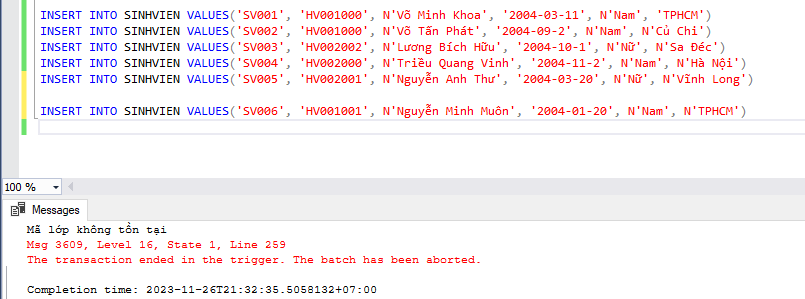 INSERT INTO SINHVIEN VALUES('SV001', 'HV001000', N'Võ Minh Khoa', '2004-03-11', N'Nam', 'TPHCM')
INSERT INTO SINHVIEN VALUES('SV002', 'HV001000', N'Võ Tấn Phát', '2004-09-2', N'Nam', N'Củ Chi')
INSERT INTO SINHVIEN VALUES('SV003', 'HV002002', N'Lương Bích Hữu', '2004-10-1', N'Nữ', N'Sa Đéc')
INSERT INTO SINHVIEN VALUES('SV004', 'HV002000', N'Triều Quang Vinh', '2004-11-2', N'Nam', N'Hà Nội')
INSERT INTO SINHVIEN VALUES('SV005', 'HV002001', N'Nguyễn Anh Thư', '2004-03-20', N'Nữ', N'Vĩnh Long')
INSERT INTO SINHVIEN VALUES('SV006', 'HV001001', N'Nguyễn Minh Muôn', '2004-01-20', N'Nam', N'TPHCM')
100 %
Messages
Mã lớp không tồn tại
Msg 3609, Level 16, State 1, Line 259
The transaction ended in the trigger. The batch has been aborted.
Completion time: 2023-11-26T21:32:35.5058132+07:00